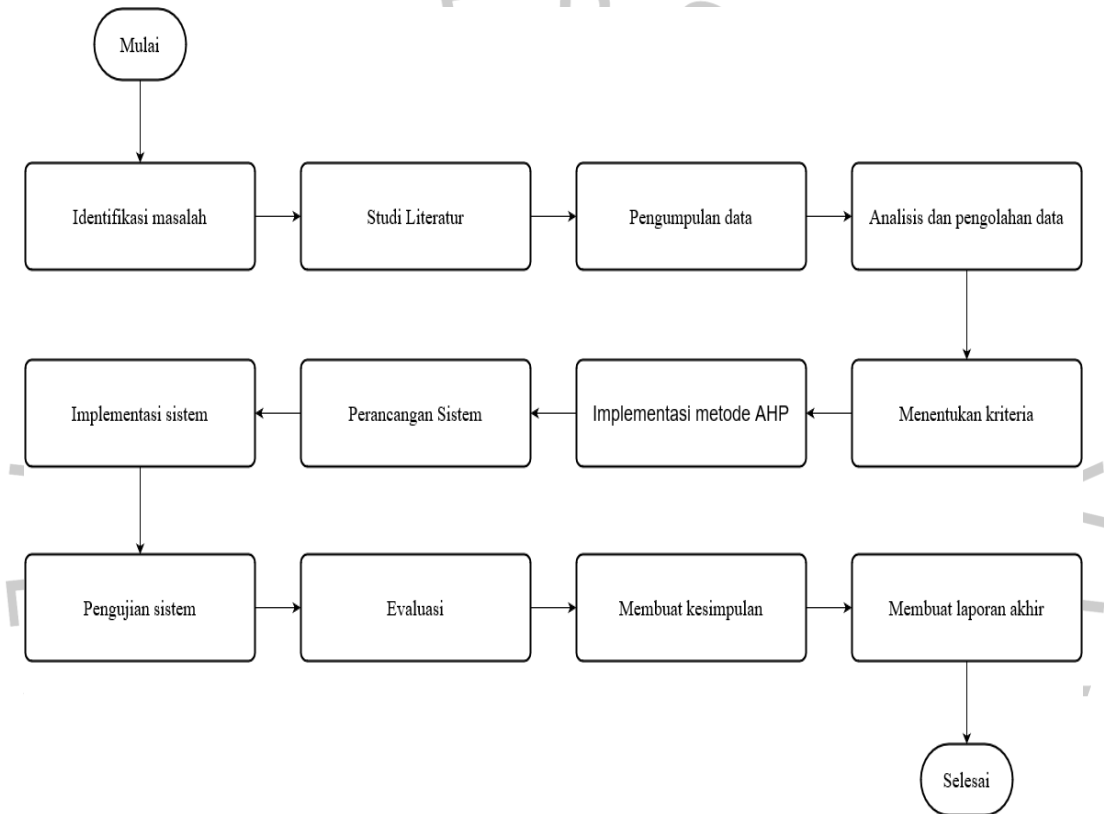 Mulai
Identifikasi masalah
Studi Literatur
Pengumpulan data
Analisis dan pengolahan data
Menentukan kriteria
Implementasi metode AHP
Perancangan Sistem
Implementasi sistem
Pengujian sistem
Evaluasi
Membuat kesimpulan
Membuat laporan akhir
Selesai